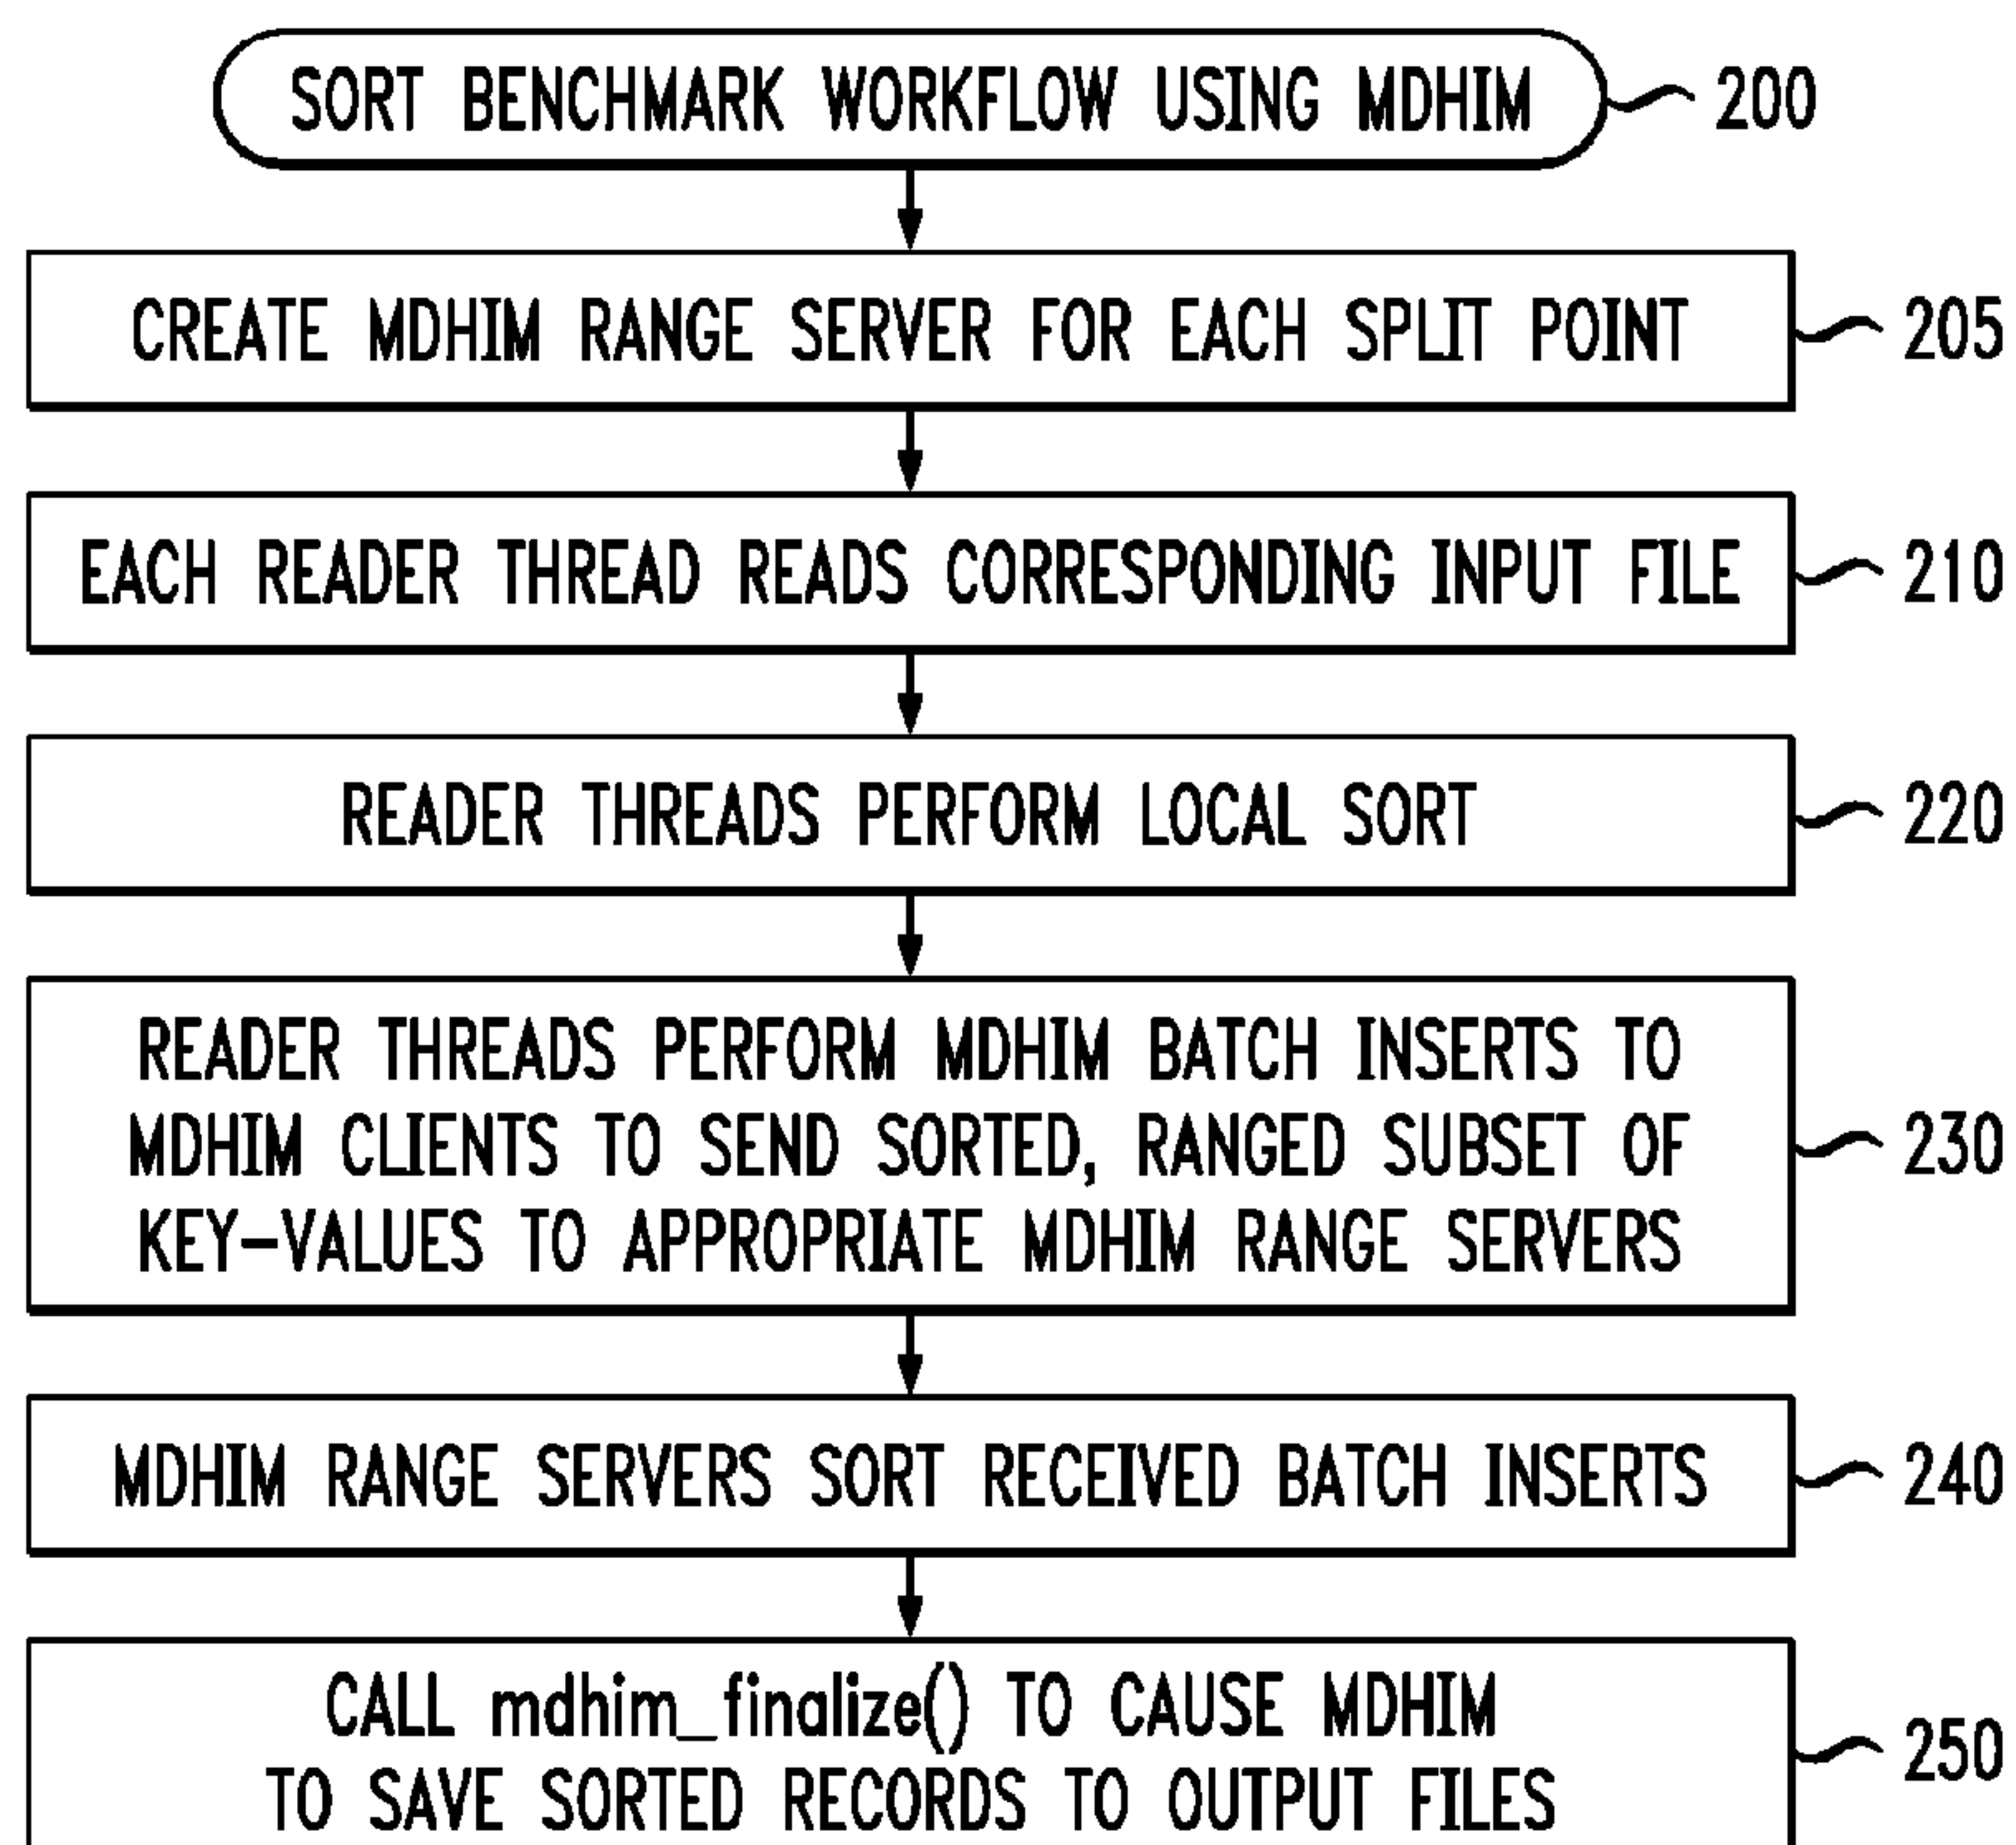 SORT BENCHMARK WORKFLOW USING MDHIM
200
CREATE MDHIM RANGE SERVER FOR EACH SPLIT POINT
205
EACH READER THREAD READS CORRESPONDING INPUT FILE
210
READER THREADS PERFORM LOCAL SORT
220
READER THREADS PERFORM MDHIM BATCH INSERTS TO
MDHIM CLIENTS TO SEND SORTED, RANGED SUBSET OF
KEY-VALUES TO APPROPRIATE MDHIM RANGE SERVERS
230
MDHIM RANGE SERVERS SORT RECEIVED BATCH INSERTS
240
CALL mdhim_finalize() TO CAUSE MDHIM
TO SAVE SORTED RECORDS TO OUTPUT FILES
250